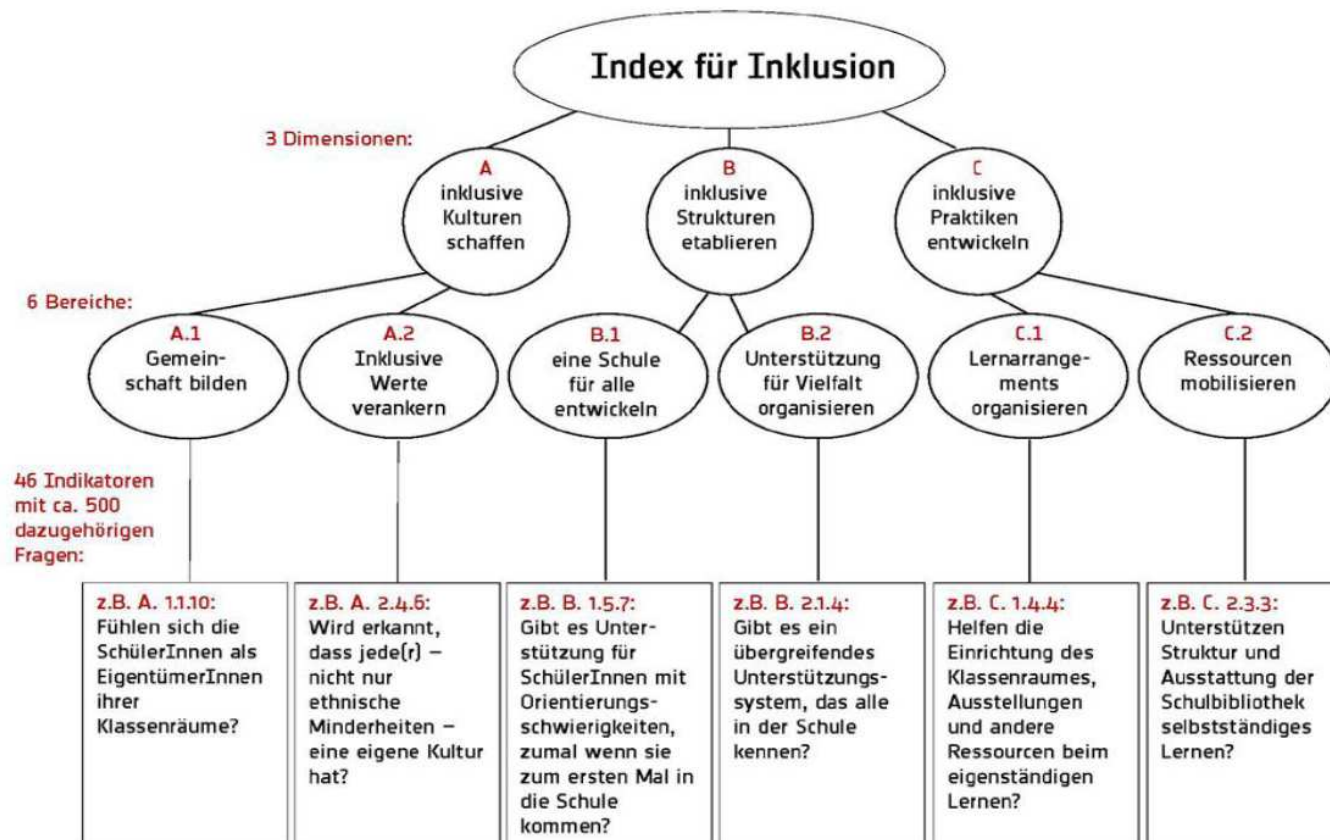 Index für Inklusion
3 Dimensionen:
A
inklusive
Kulturen
schaffen
B
inklusive
Strukturen
etablieren
C
inklusive
Praktiken
entwickeln
6 Bereiche:
A.1
Gemein-
schaft bilden
A.2
Inklusive
Werte
verankern
B.1
eine Schule
für alle
entwickeln
B.2
Unterstützung
für Vielfalt
organisieren
C.1
Lernarrange-
ments
organisieren
C.2
Ressourcen
mobilisieren
46 Indikatoren
mit ca. 500
dazugehörigen
Fragen:
z.B. A. 1.1.10:
Fühlen sich die
SchülerInnen als
EigentümerInnen
ihrer
Klassenräume?
z.B. A. 2.4.6:
Wird erkannt,
dass jede(r) –
nicht nur
ethnische
Minderheiten –
eine eigene Kultur
hat?
z.B. B. 1.5.7:
Gibt es Unter-
stützung für
SchülerInnen mit
Orientierungs-
schwierigkeiten,
zumal wenn sie
zum ersten Mal in
die Schule
kommen?
z.B. B. 2.1.4:
Gibt es ein
übergreifendes
Unterstützungs-
system, das alle
in der Schule
kennen?
z.B. C. 1.4.4:
Helfen die
Einrichtung des
Klassenraumes,
Ausstellungen
und andere
Ressourcen beim
eigenständigen
Lernen?
z.B. C. 2.3.3:
Unterstützen
Struktur und
Ausstattung der
Schulbibliothek
selbstständiges
Lernen?